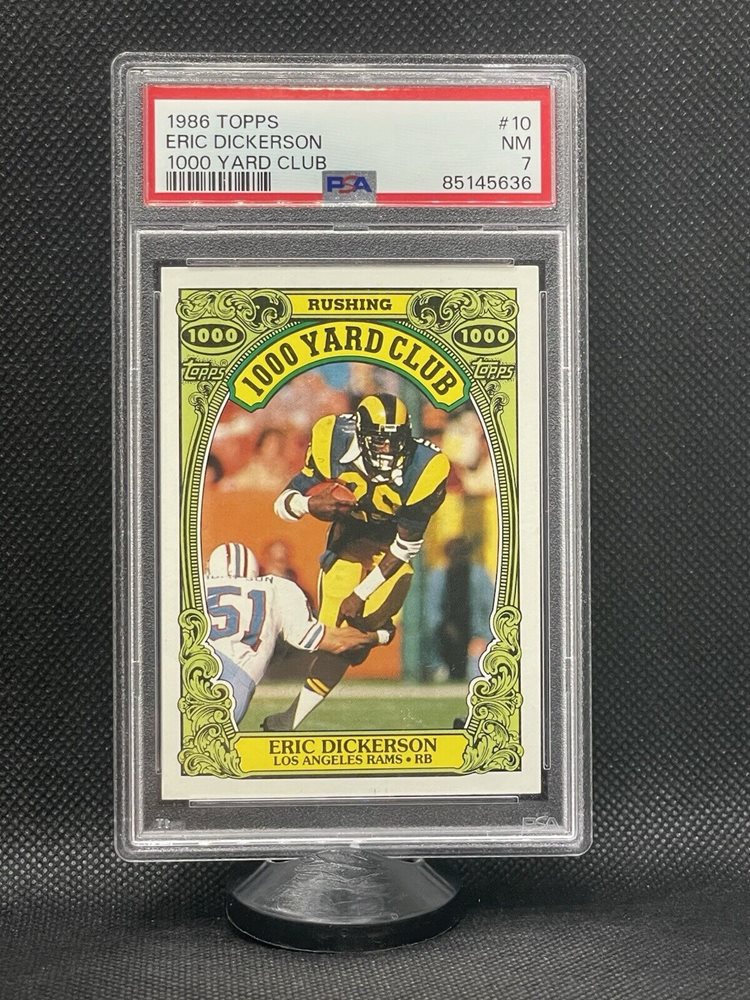 1986 TOPPS #10
ERIC DICKERSON NM
1000 YARD CLUB 7
PSA 85145636
RUSHING
1000 1000
1000 YARD CLUB
topps topps
29
51
ERIC DICKERSON
LOS ANGELES RAMS • RB
PSA